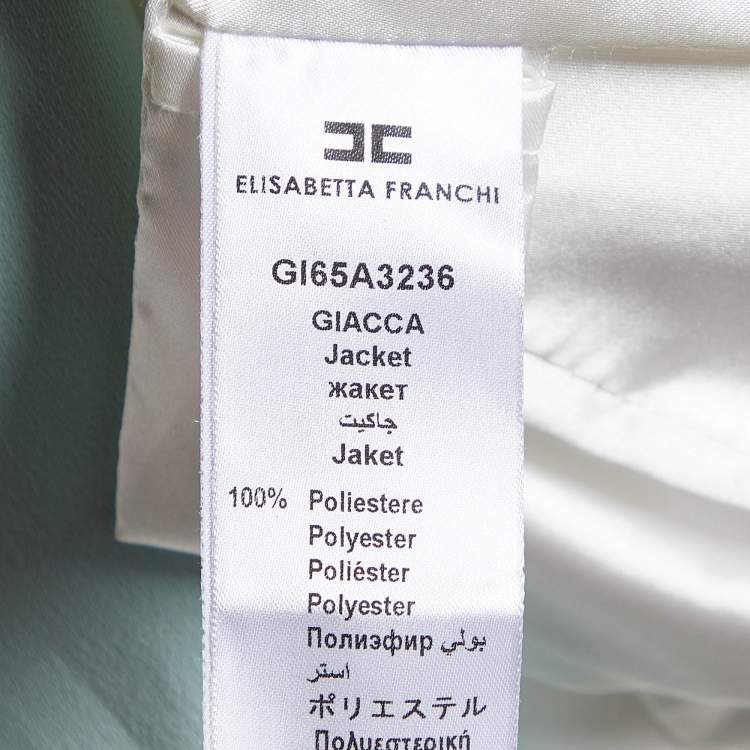 ELISABETTA FRANCHI
GI65A3236
GIACCA
Jacket
жакет
جاكيت
Jaket
100% Poliestere
Polyester
Poliéster
Polyester
Полиэфир بولي
استر
ポリエステル
Πολυεστερική